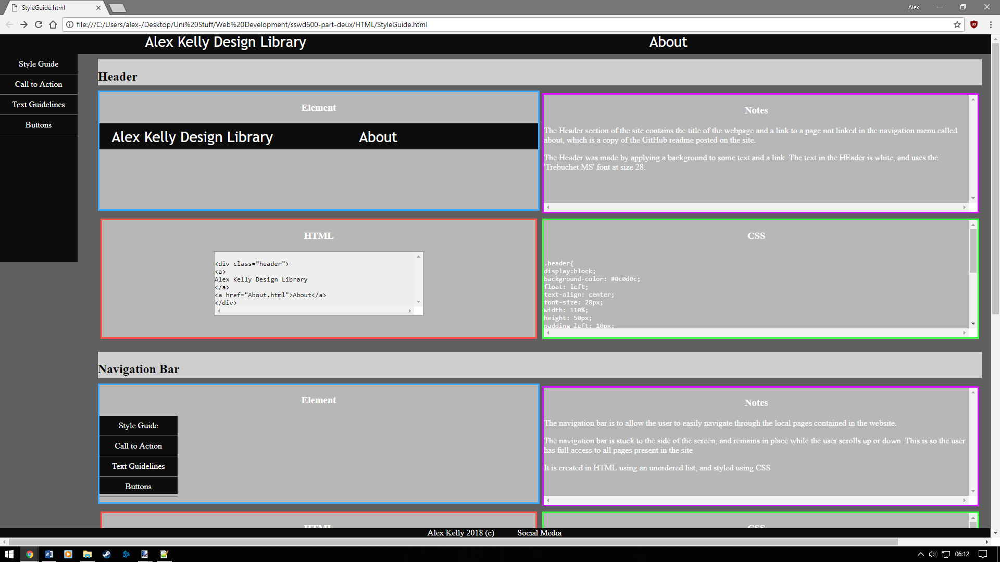 StyleGuide.html
Alex
file:///C:/Users/alex-/Desktop/Uni%20Stuff/Web%20Development/sswd600-part-deux/HTML/StyleGuide.html
Alex Kelly Design Library
About
Style Guide
Call to Action
Text Guidelines
Buttons
Header
Element
Alex Kelly Design Library
About
Notes
The Header section of the site contains the title of the webpage and a link to a page not linked in the navigation menu called
about, which is a copy of the GitHub readme posted on the site.
The Header was made by applying a background to some text and a link. The text in the HEader is white, and uses the
'Trebuchet MS' font at size 28.
HTML
<div class="header">
<a>
Alex Kelly Design Library
</a>
<a href="About.html">About</a>
</div>
CSS
.header{
display:block;
background-color: #0c0d0c;
float: left;
text-align: center;
font-size: 28px;
width: 110%;
height: 50px;
padding-left: 10px;
Navigation Bar
Element
Style Guide
Call to Action
Text Guidelines
Buttons
Notes
The navigation bar is to allow the user to easily navigate through the local pages contained in the website.
The navigation bar is stuck to the side of the screen, and remains in place while the user scrolls up or down. This is so the user
has full access to all pages present in the site
It is created in HTML using an unordered list, and styled using CSS
HTML
CSS
Alex Kelly 2018 (c)
Social Media
06:12